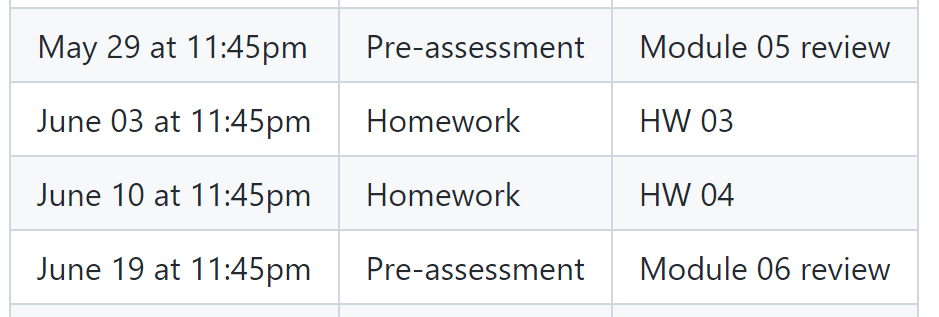 May 29 at 11:45pm Pre-assessment Module 05 review
June 03 at 11:45pm Homework HW 03
June 10 at 11:45pm Homework HW 04
June 19 at 11:45pm Pre-assessment Module 06 review